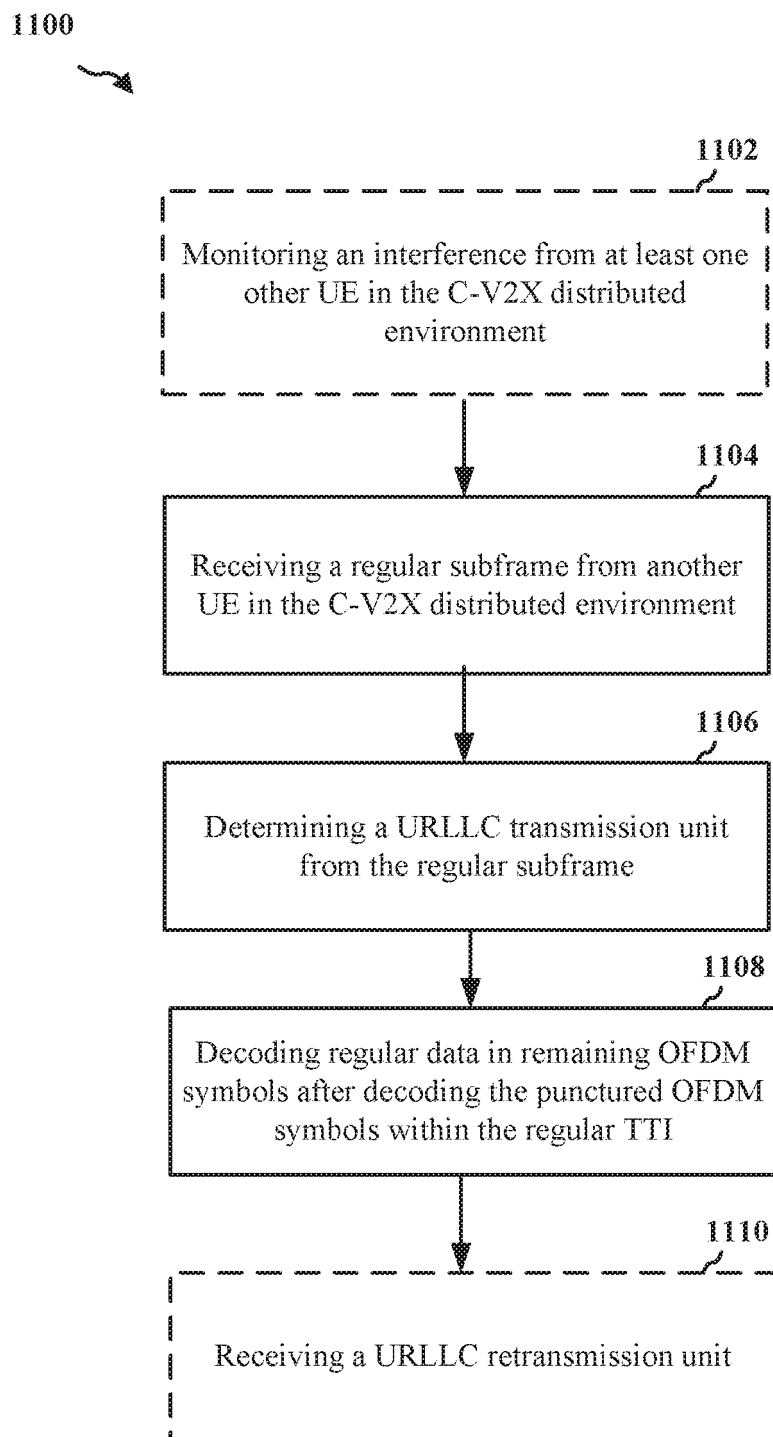 1100
1102
Monitoring an interference from at least one
other UE in the C-V2X distributed
environment
1104
Receiving a regular subframe from another
UE in the C-V2X distributed environment
1106
Determining a URLLC transmission unit
from the regular subframe
1108
Decoding regular data in remaining OFDM
symbols after decoding the punctured OFDM
symbols within the regular TTI
1110
Receiving a URLLC retransmission unit